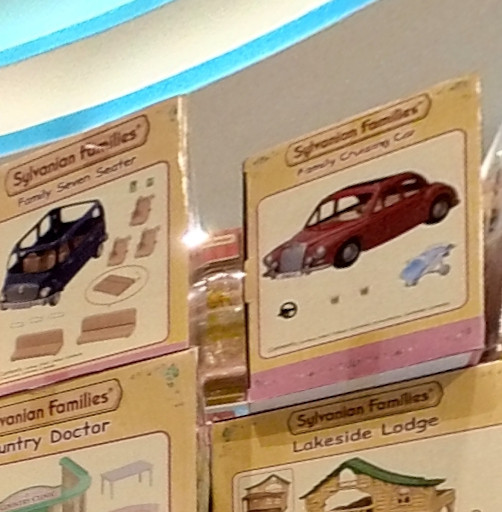 Sylvanian Families
Family Seven Seater
Sylvanian Families
Family Cruising Car
vanian Families
untry Doctor
Sylvanian Families
Lakeside Lodge